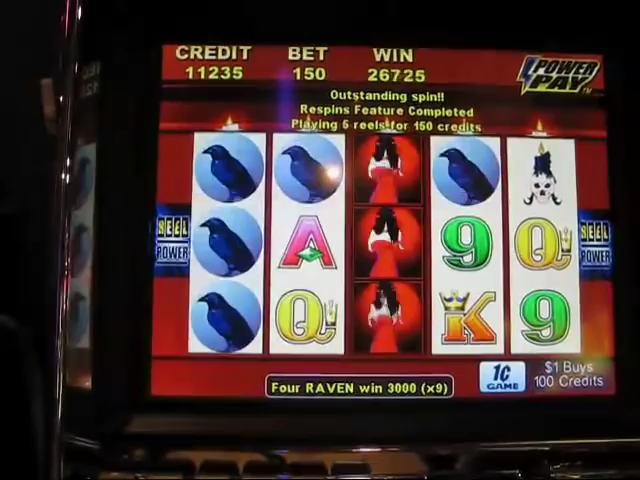 CREDIT BET WIN
11235 150 26725
POWER PAY
Outstanding spin!!
Respins Feature Completed
Playing 5 reels for 150 credits
REEL POWER
A
Q
9
K
Q
9
REEL POWER
Four RAVEN win 3000 (x9)
1¢ GAME
$1 Buys
100 Credits